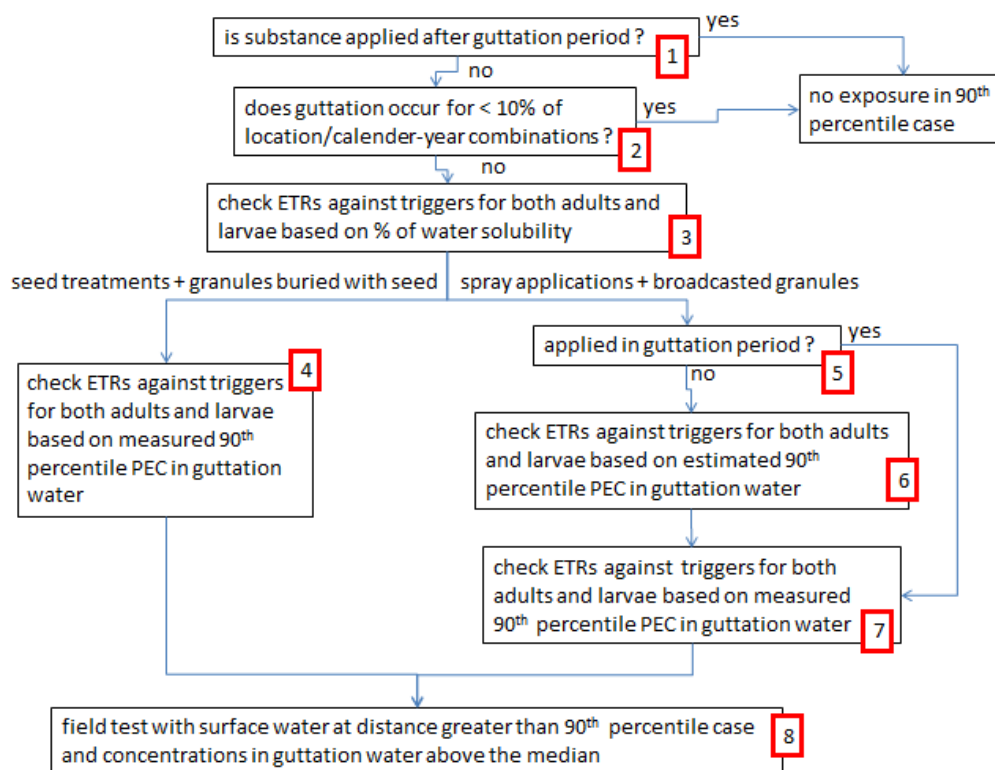 is substance applied after guttation period ?
1
yes
no
does guttation occur for < 10% of
location/calender-year combinations ?
2
yes
no
no exposure in 90th
percentile case
check ETRs against triggers for both adults and
larvae based on % of water solubility
3
seed treatments + granules buried with seed
spray applications + broadcasted granules
applied in guttation period ?
5
yes
no
4
check ETRs against triggers
for both adults and larvae
based on measured 90th
percentile PEC in guttation
water
check ETRs against triggers for both adults
and larvae based on estimated 90th
percentile PEC in guttation water
6
check ETRs against triggers for both
adults and larvae based on measured
90th percentile PEC in guttation water
7
field test with surface water at distance greater than 90th percentile case
and concentrations in guttation water above the median
8